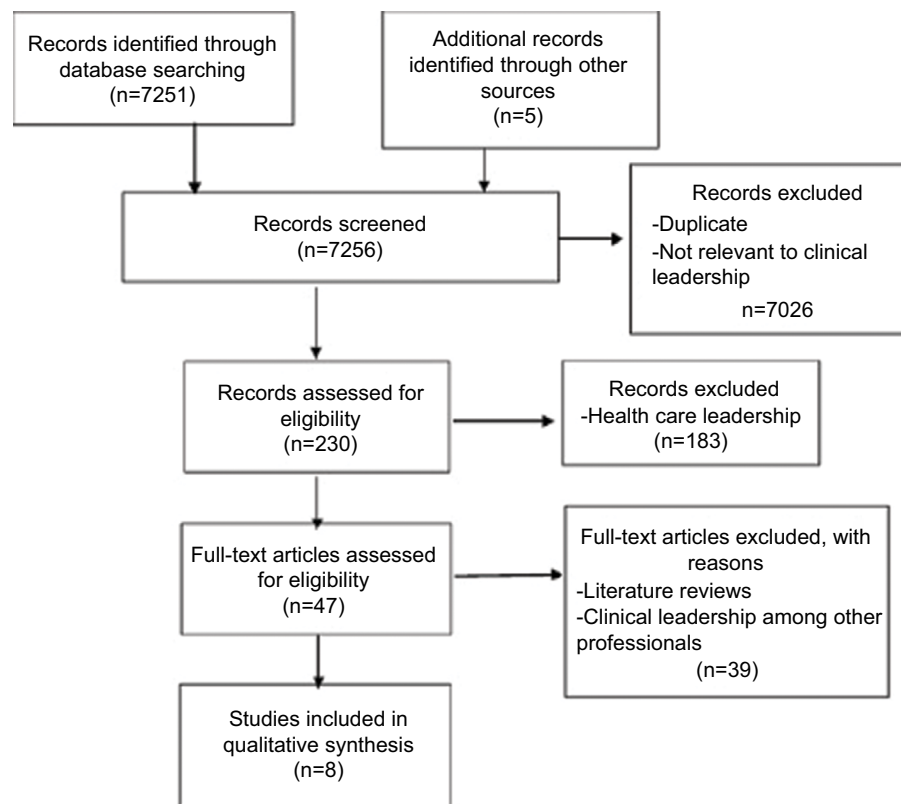 Records identified through
database searching
(n=7251)
Additional records
identified through other
sources
(n=5)
Records screened
(n=7256)
Records excluded
-Duplicate
-Not relevant to clinical
leadership
n=7026
Records assessed for
eligibility
(n=230)
Records excluded
-Health care leadership
(n=183)
Full-text articles assessed
for eligibility
(n=47)
Full-text articles excluded, with
reasons
-Literature reviews
-Clinical leadership among other
professionals
(n=39)
Studies included in
qualitative synthesis
(n=8)